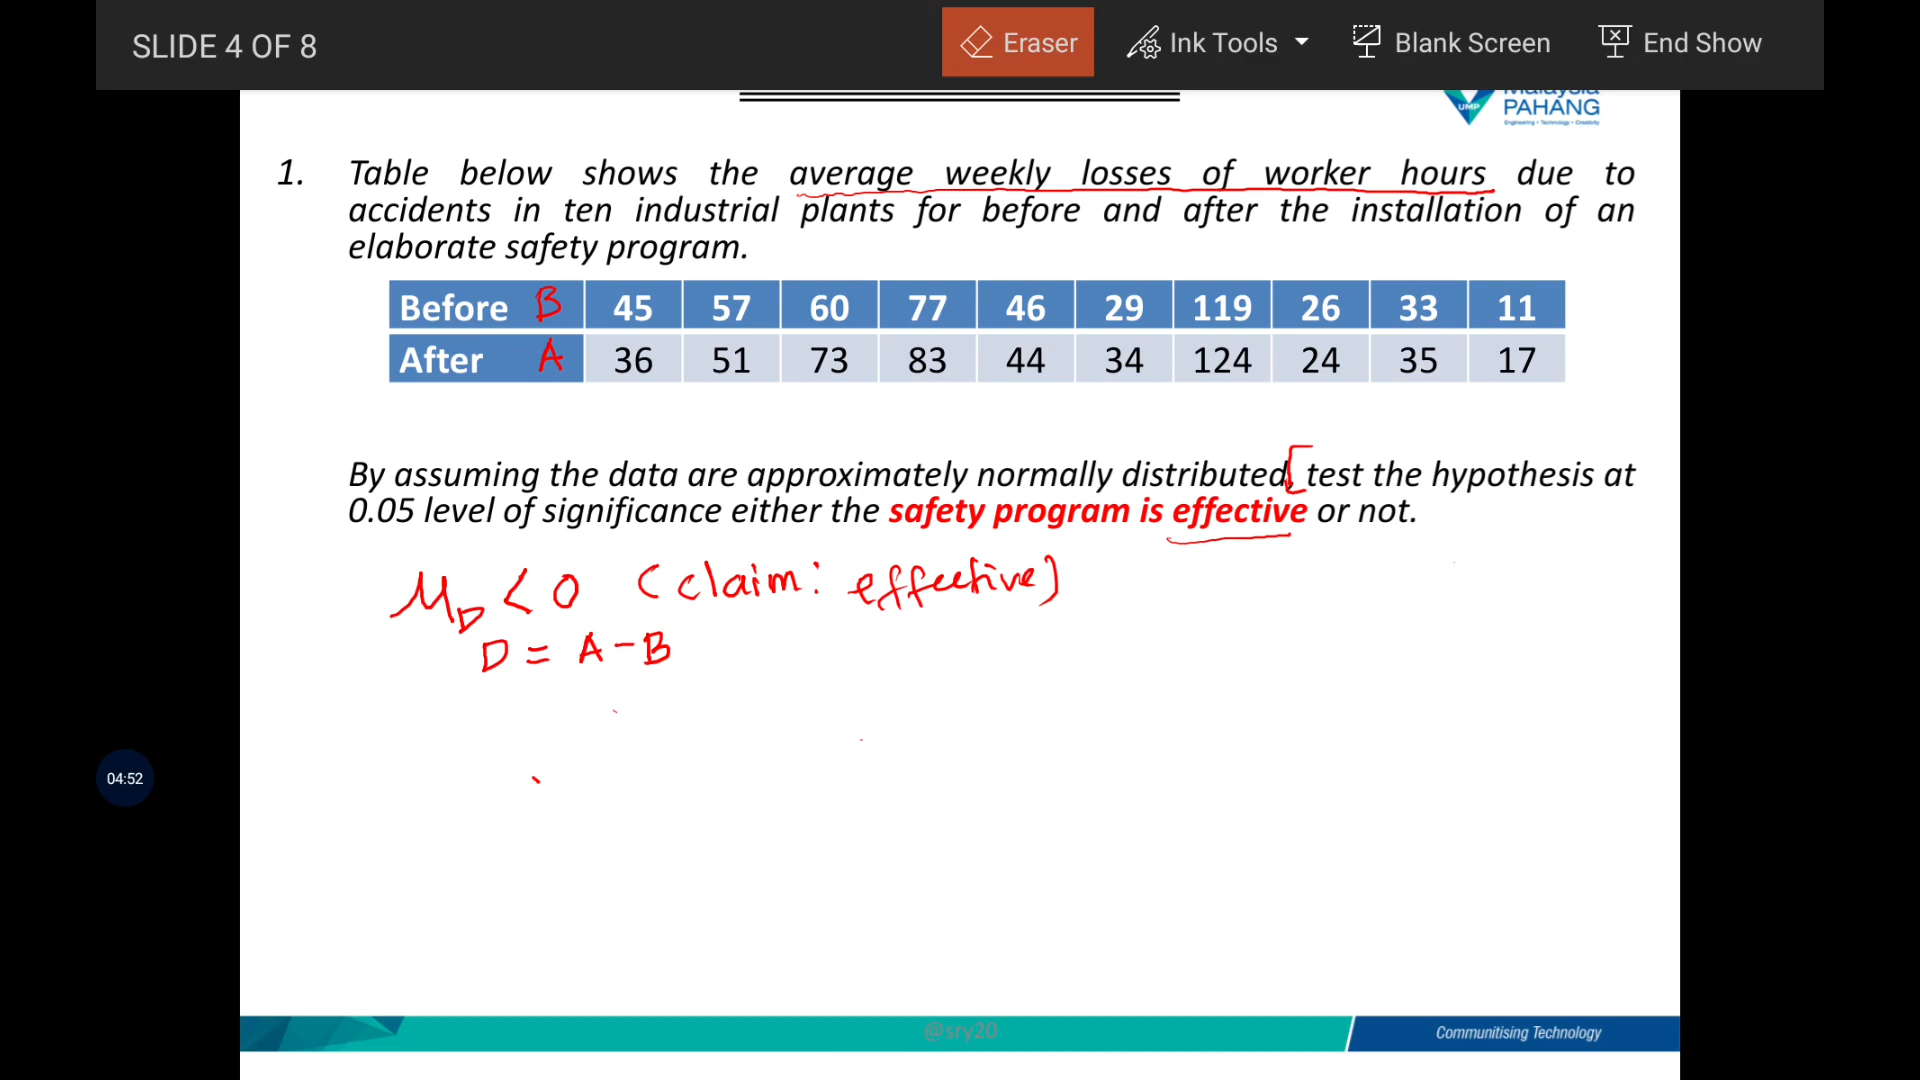 SLIDE 4 OF 8
Eraser
Ink Tools
Blank Screen
End Show
Malaysia
PAHANG
Engineering • Technology • Creativity
UMP
1. Table below shows the average weekly losses of worker hours due to
accidents in ten industrial plants for before and after the installation of an
elaborate safety program.
Before B 45 57 60 77 46 29 119 26 33 11
After A 36 51 73 83 44 34 124 24 35 17
By assuming the data are approximately normally distributed, test the hypothesis at
0.05 level of significance either the safety program is effective or not.
μD < 0 (claim: effective)
D = A - B
04:52
@sry20
Communitising Technology